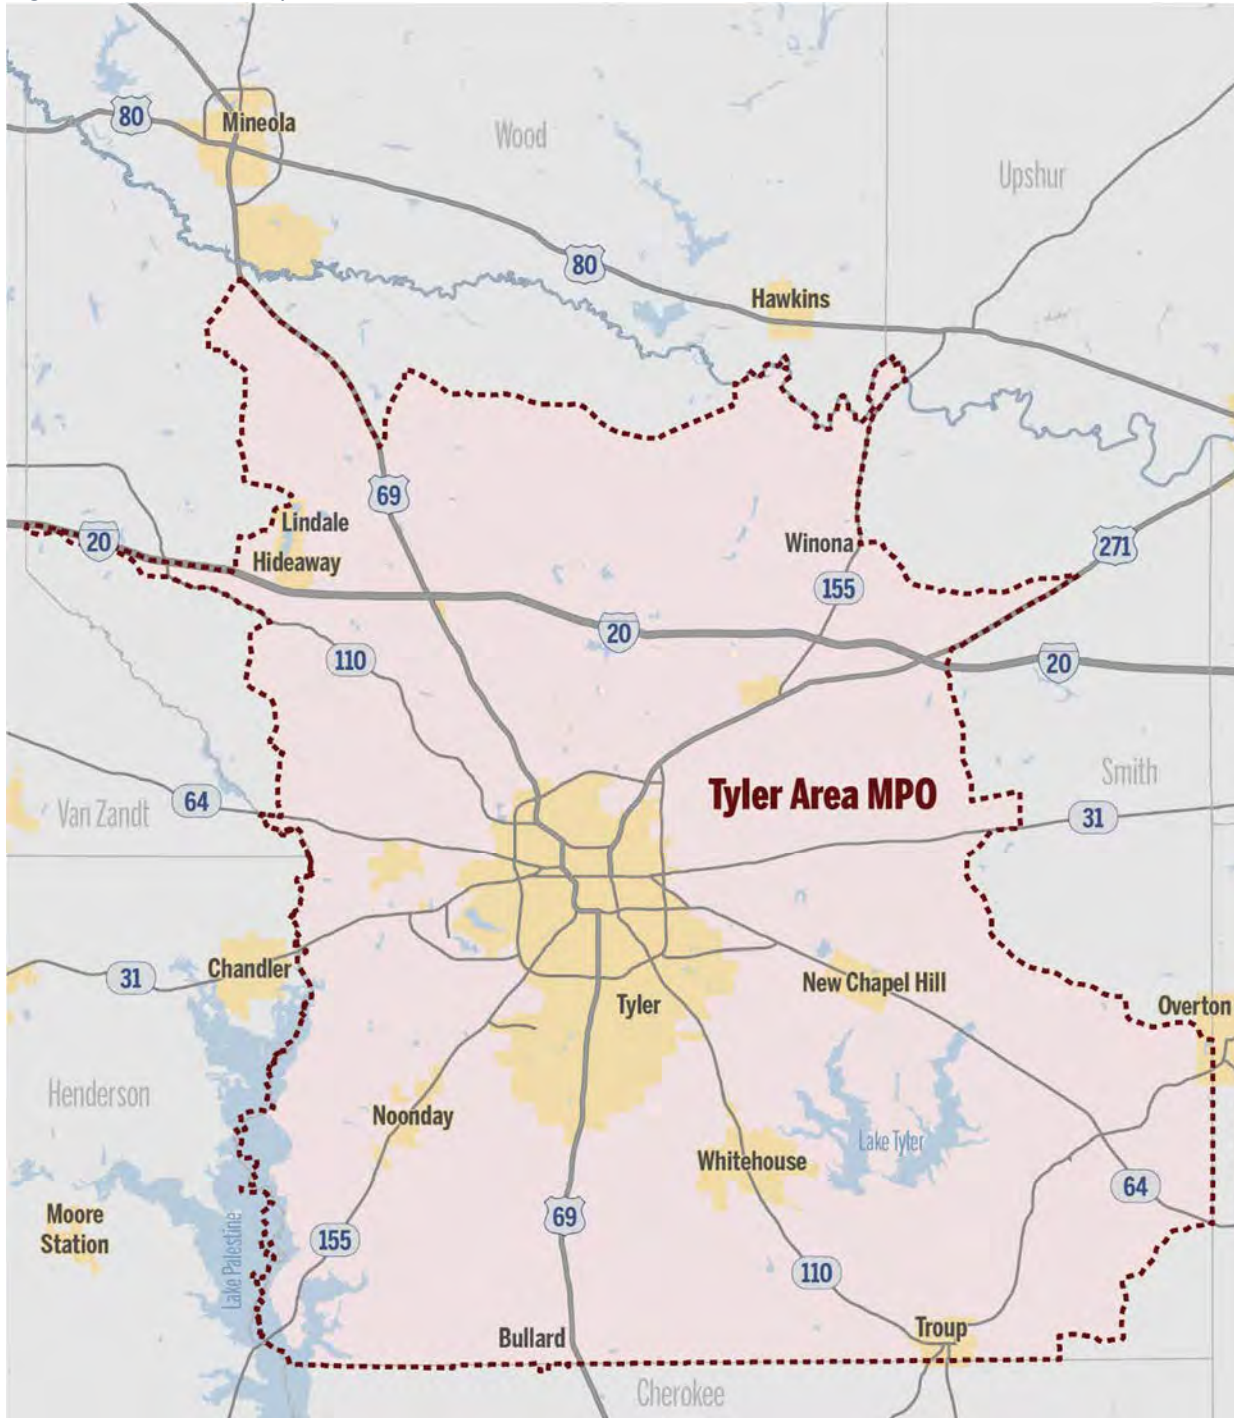 80
Mineola
Wood
Upshur
80
Hawkins
69
Lindale
20
Hideaway
Winona
271
155
20
20
110
Tyler Area MPO
Smith
64
Van Zandt
31
Chandler
31
New Chapel Hill
Tyler
Overton
Henderson
Noonday
Lake Tyler
Whitehouse
64
Moore
Station
69
155
Lake Palestine
110
Bullard
Troup
Cherokee